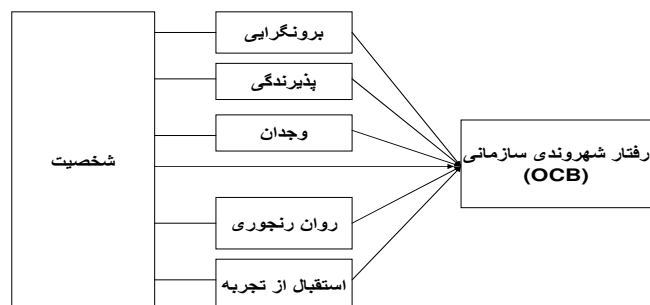 برونگرایی
پذیرندگی
وجدان
شخصیت
رفتار شهروندی سازمانی
(OCB)
روان رنجوری
استقبال از تجربه